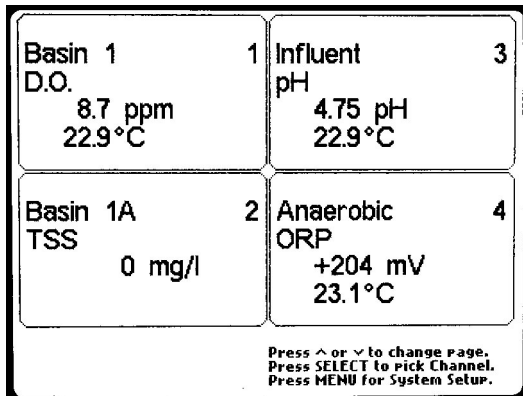 Basin 1 1
D.O.
8.7 ppm
22.9°C
Influent 3
pH
4.75 pH
22.9°C
Basin 1A 2
TSS
0 mg/l
Anaerobic 4
ORP
+204 mV
23.1°C
Press ^ or ˅ to change page.
Press SELECT to pick Channel.
Press MENU for System Setup.